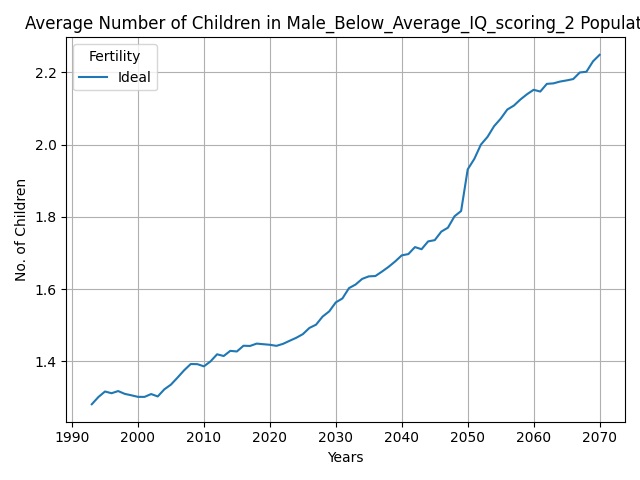 Average Number of Children in Male_Below_Average_IQ_scoring_2 Populat
Fertility
Ideal
No. of Children
2.2
2.0
1.8
1.6
1.4
1990 2000 2010 2020 2030 2040 2050 2060 2070
Years